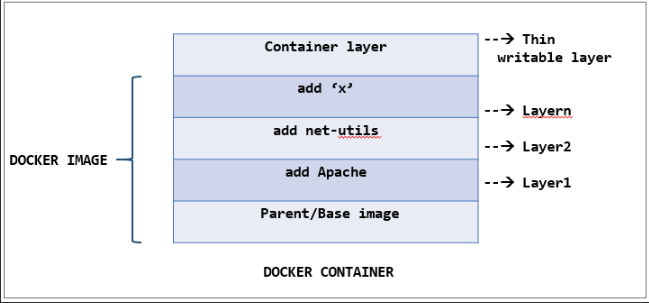 Container layer
--→ Thin
writable layer
add ‘x’
--→ Layern
add net-utils
--→ Layer2
DOCKER IMAGE
add Apache
--→ Layer1
Parent/Base image
DOCKER CONTAINER